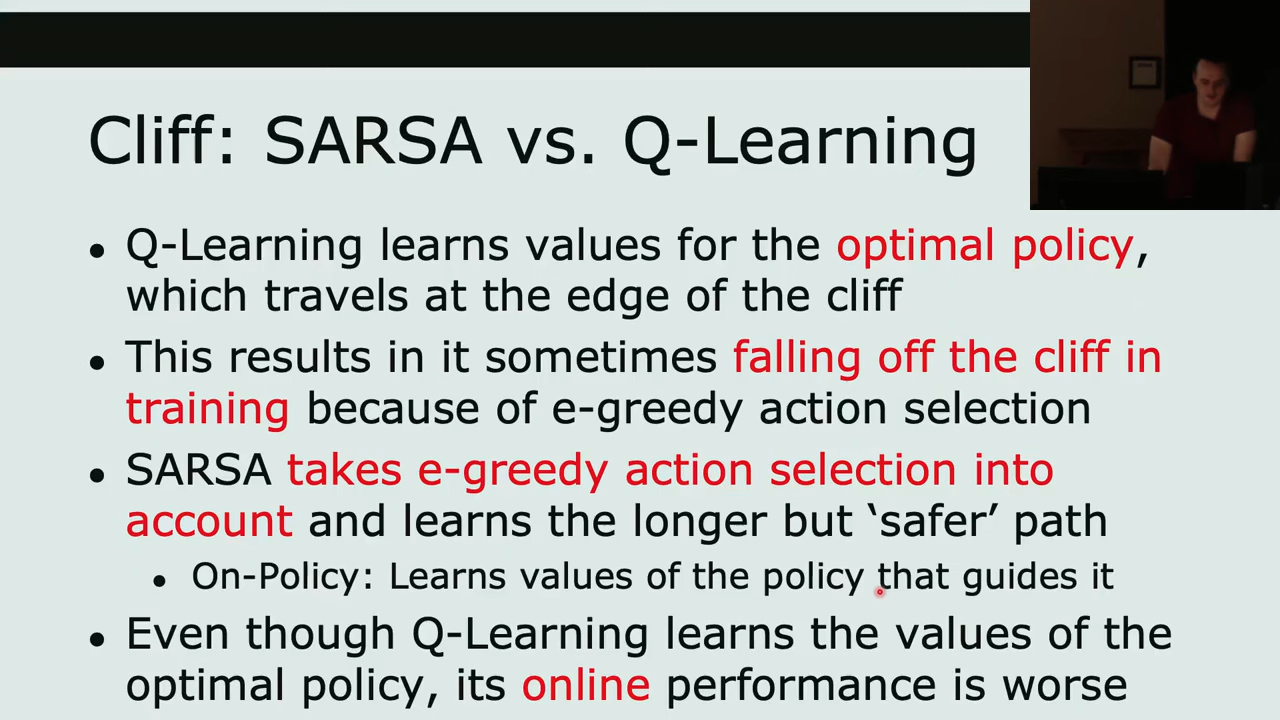 Cliff: SARSA vs. Q-Learning
• Q-Learning learns values for the optimal policy,
which travels at the edge of the cliff
• This results in it sometimes falling off the cliff in
training because of e-greedy action selection
• SARSA takes e-greedy action selection into
account and learns the longer but ‘safer’ path
• On-Policy: Learns values of the policy that guides it
• Even though Q-Learning learns the values of the
optimal policy, its online performance is worse